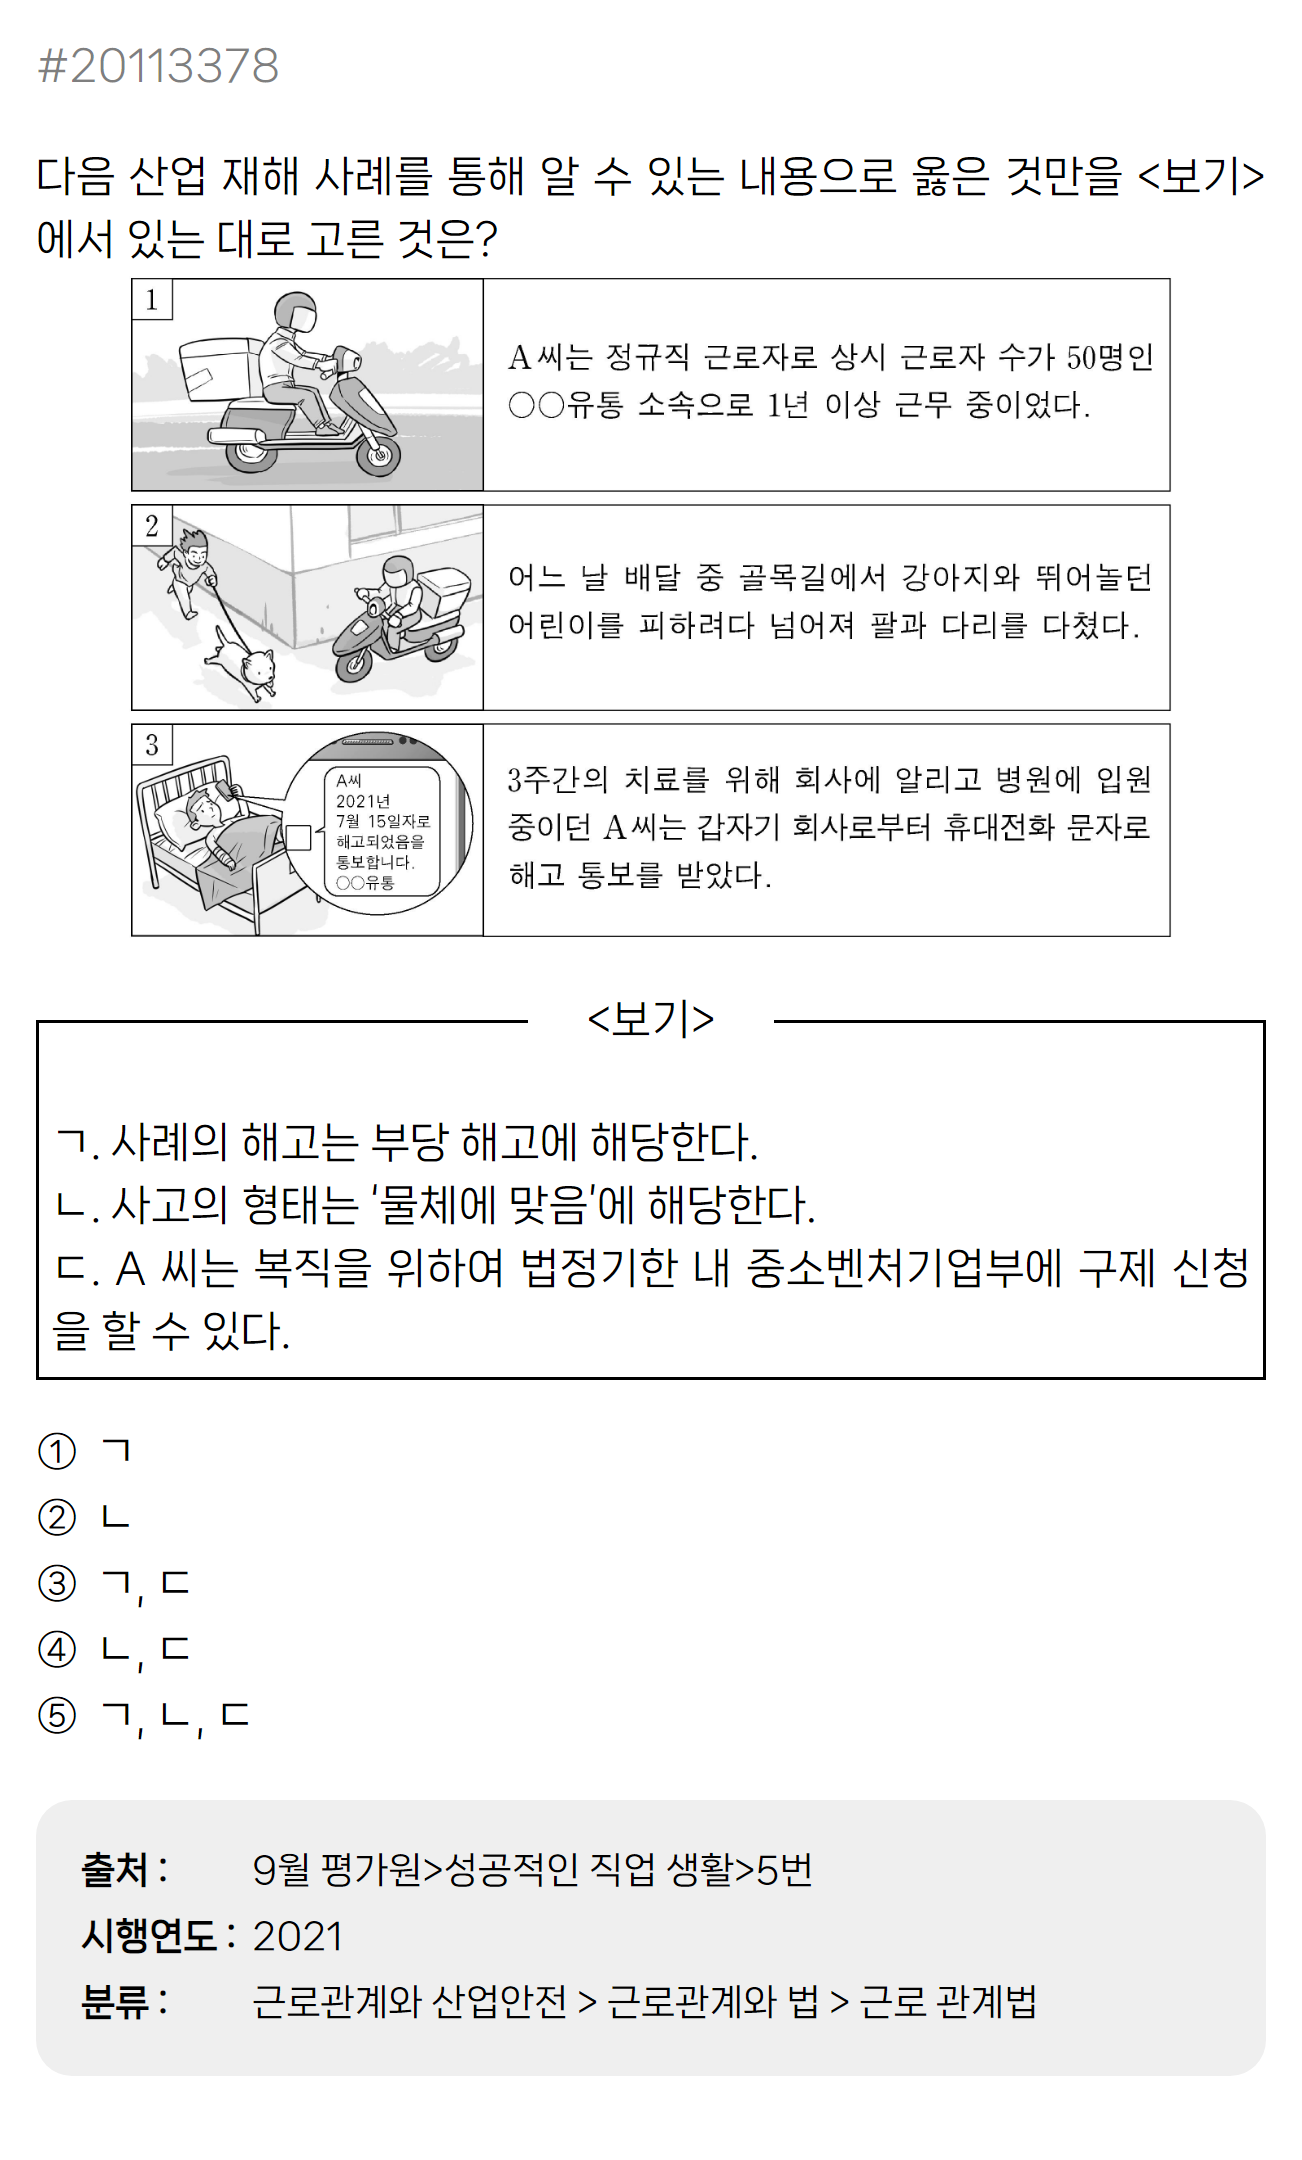 #20113378
다음 산업 재해 사례를 통해 알 수 있는 내용으로 옳은 것만을 <보기>
에서 있는 대로 고른 것은?
1
A씨는 정규직 근로자로 상시 근로자 수가 50명인
○○유통 소속으로 1년 이상 근무 중이었다.
2
어느 날 배달 중 골목길에서 강아지와 뛰어놀던
어린이를 피하려다 넘어져 팔과 다리를 다쳤다.
3
A씨
2021년
7월 15일자로
해고되었음을
통보합니다.
○○유통
3주간의 치료를 위해 회사에 알리고 병원에 입원
중이던 A씨는 갑자기 회사로부터 휴대전화 문자로
해고 통보를 받았다.
<보기>
ㄱ. 사례의 해고는 부당 해고에 해당한다.
ㄴ. 사고의 형태는 '물체에 맞음'에 해당한다.
ㄷ. A 씨는 복직을 위하여 법정기한 내 중소벤처기업부에 구제 신청
을 할 수 있다.
① ㄱ
② ㄴ
③ ㄱ, ㄷ
④ ㄴ, ㄷ
⑤ ㄱ, ㄴ, ㄷ
출처 : 9월 평가원>성공적인 직업 생활>5번
시행연도 : 2021
분류 : 근로관계와 산업안전 > 근로관계와 법 > 근로 관계법